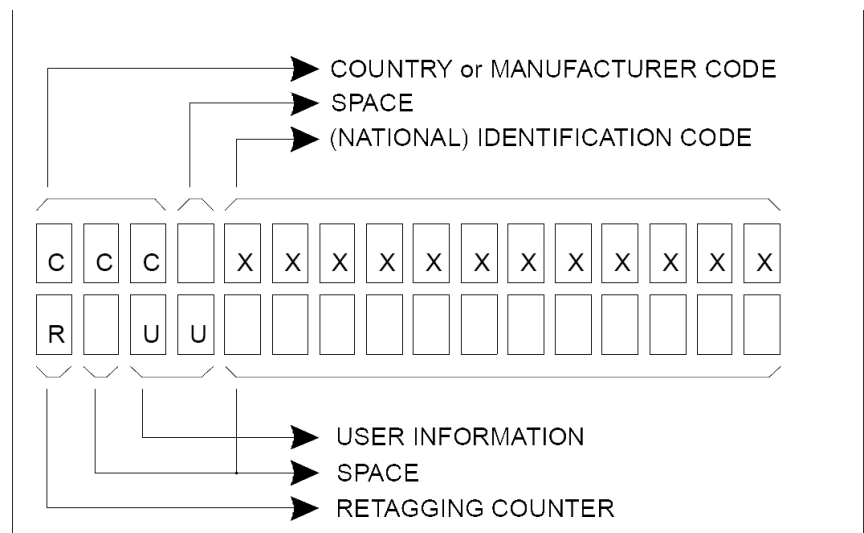 COUNTRY or MANUFACTURER CODE
SPACE
(NATIONAL) IDENTIFICATION CODE
C C C X X X X X X X X X X X X
R U U
USER INFORMATION
SPACE
RETAGGING COUNTER